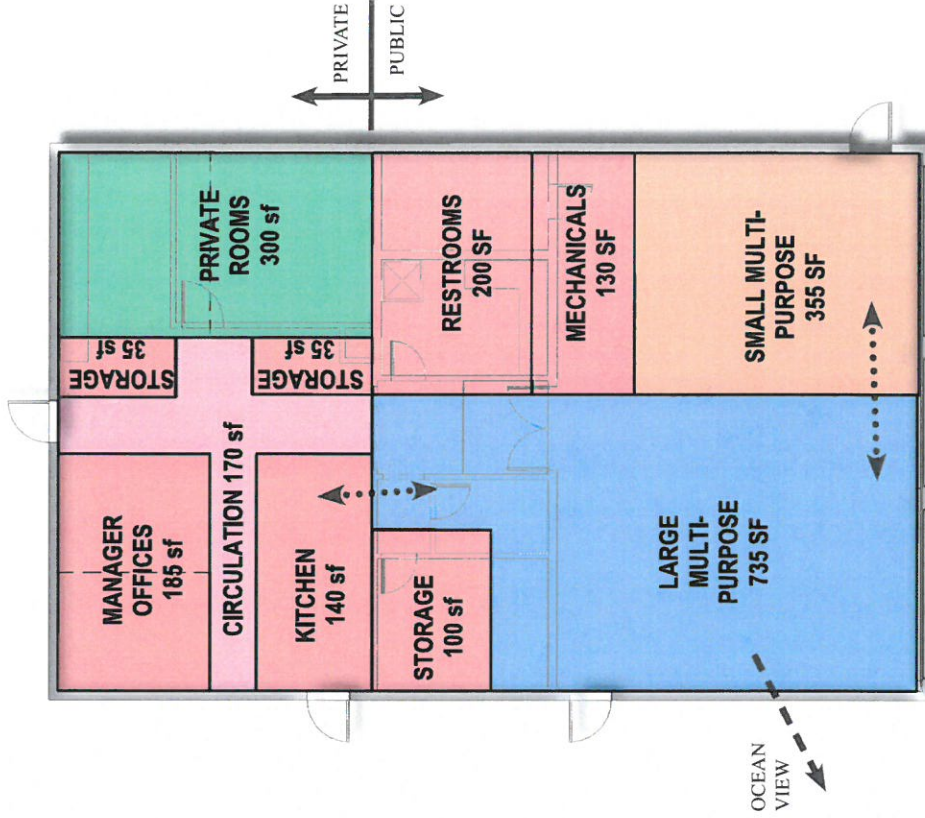 PRIVATE
PUBLIC
PRIVATE
ROOMS
300 sf
STORAGE
35 sf
STORAGE
35 sf
MANAGER
OFFICES
185 sf
CIRCULATION 170 sf
KITCHEN
140 sf
STORAGE
100 sf
RESTROOMS
200 SF
MECHANICALS
130 SF
SMALL MULTI-
PURPOSE
355 SF
LARGE
MULTI-
PURPOSE
735 SF
OCEAN
VIEW